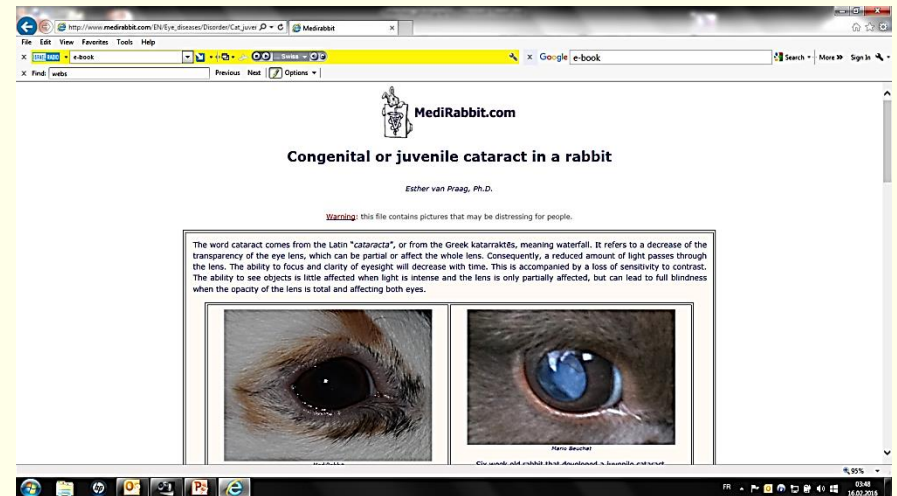 http://www.medirabbit.com/EN/Eye_diseases/Disorder/Cat_juver
Medirabbit
File Edit View Favorites Tools Help
x e-book Swiss
x Google e-book Search More >> Sign In
x Find: webs Previous Next Options
MediRabbit.com
Congenital or juvenile cataract in a rabbit
Esther van Praag, Ph.D.
Warning: this file contains pictures that may be distressing for people.
The word cataract comes from the Latin "cataracta", or from the Greek katarraktēs, meaning waterfall. It refers to a decrease of the
transparency of the eye lens, which can be partial or affect the whole lens. Consequently, a reduced amount of light passes through
the lens. The ability to focus and clarity of eyesight will decrease with time. This is accompanied by a loss of sensitivity to contrast.
The ability to see objects is little affected when light is intense and the lens is only partially affected, but can lead to full blindness
when the opacity of the lens is total and affecting both eyes.
MediRabbit
Mario Beuchat
Six week old rabbit that developed a juvenile cataract
95%
FR 03:48
16.02.2016